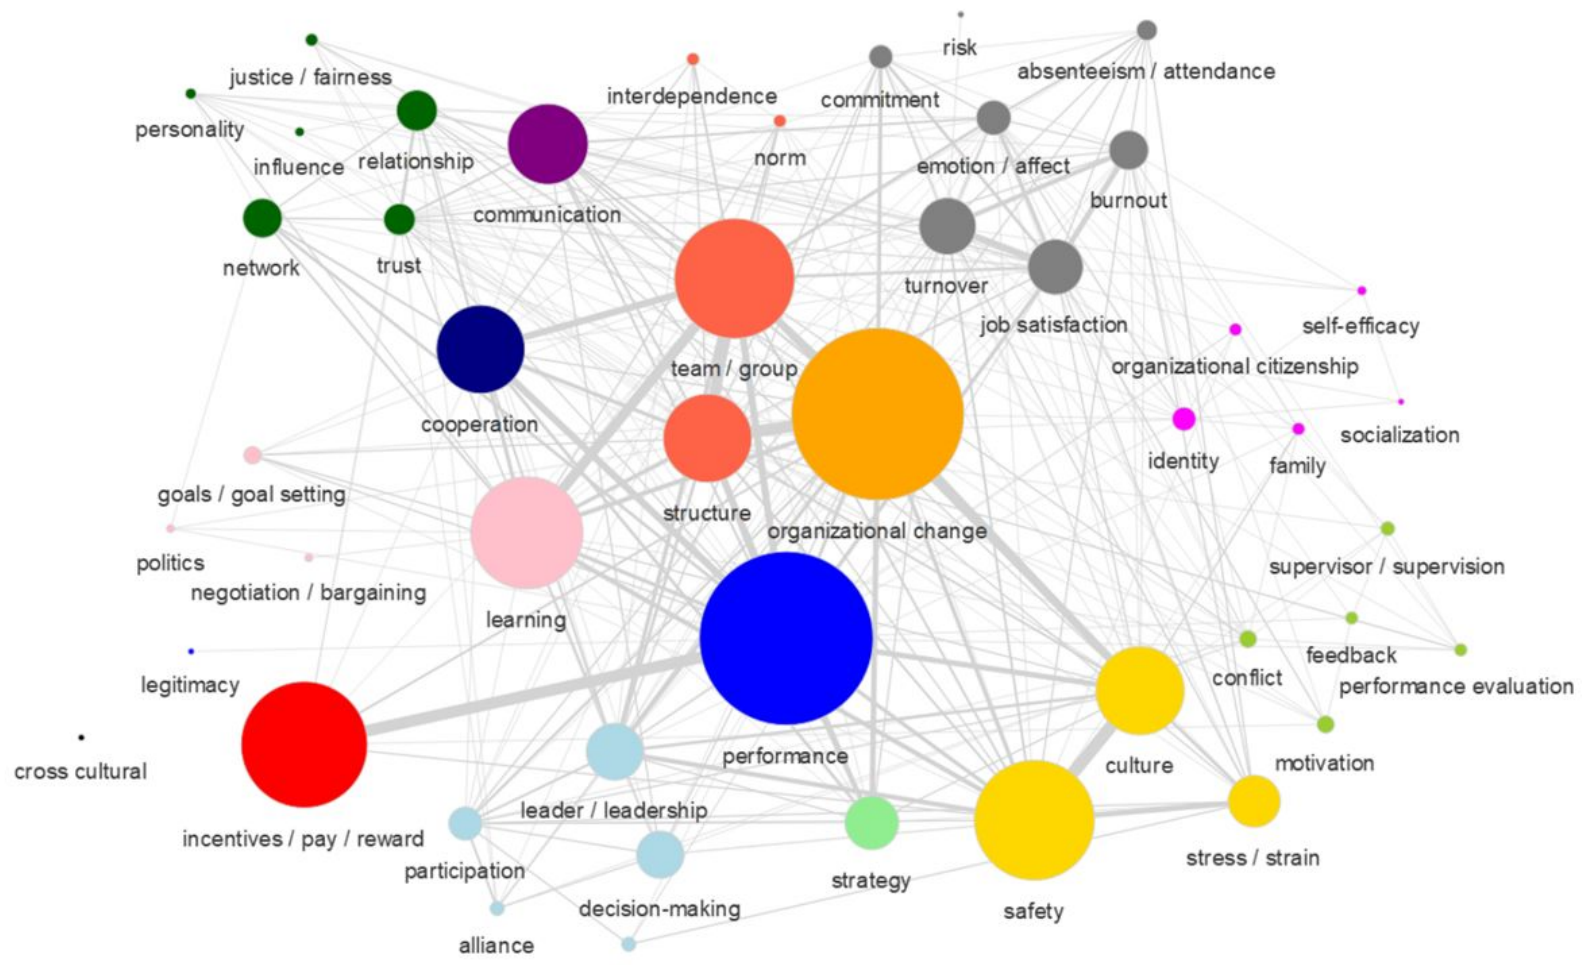 risk
justice / fairness
absenteeism / attendance
interdependence
commitment
personality
influence
relationship
norm
emotion / affect
burnout
communication
network
trust
turnover
job satisfaction
self-efficacy
organizational citizenship
team / group
cooperation
socialization
identity
family
goals / goal setting
structure
organizational change
politics
supervisor / supervision
negotiation / bargaining
learning
feedback
conflict
legitimacy
performance evaluation
performance
culture
motivation
cross cultural
leader / leadership
incentives / pay / reward
participation
stress / strain
strategy
decision-making
safety
alliance